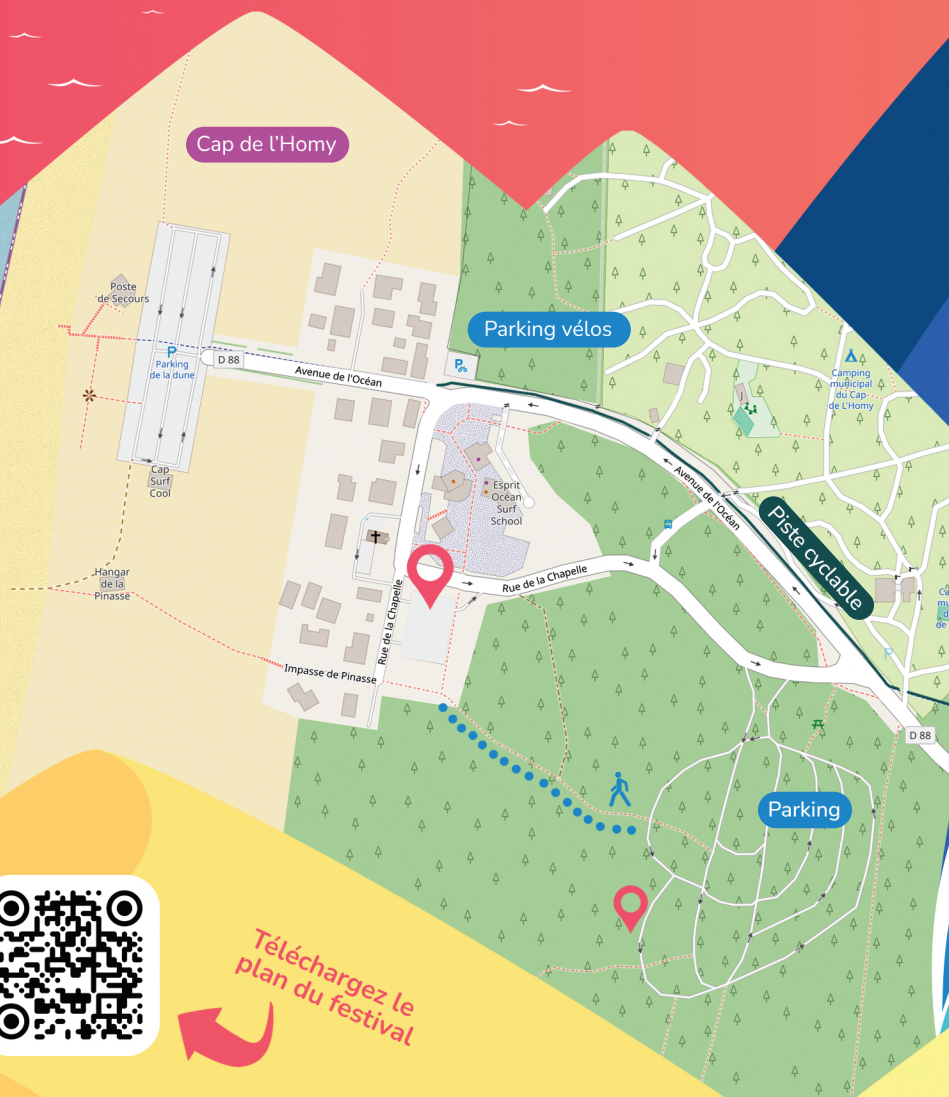 Cap de l'Homy
Poste
de Secours
Parking vélos
P
Parking
de la dune
D 88
Avenue de l'Océan
P
Camping
municipal
du Cap
de L'Homy
Cap
Surf
Cool
Esprit
Océan
Surf
School
Avenue de l'Océan
Piste cyclable
Hangar
de la
Pinasse
Rue de la Chapelle
Rue de la Chapelle
P
Impasse de Pinasse
D 88
Parking
Téléchargez le
plan du festival